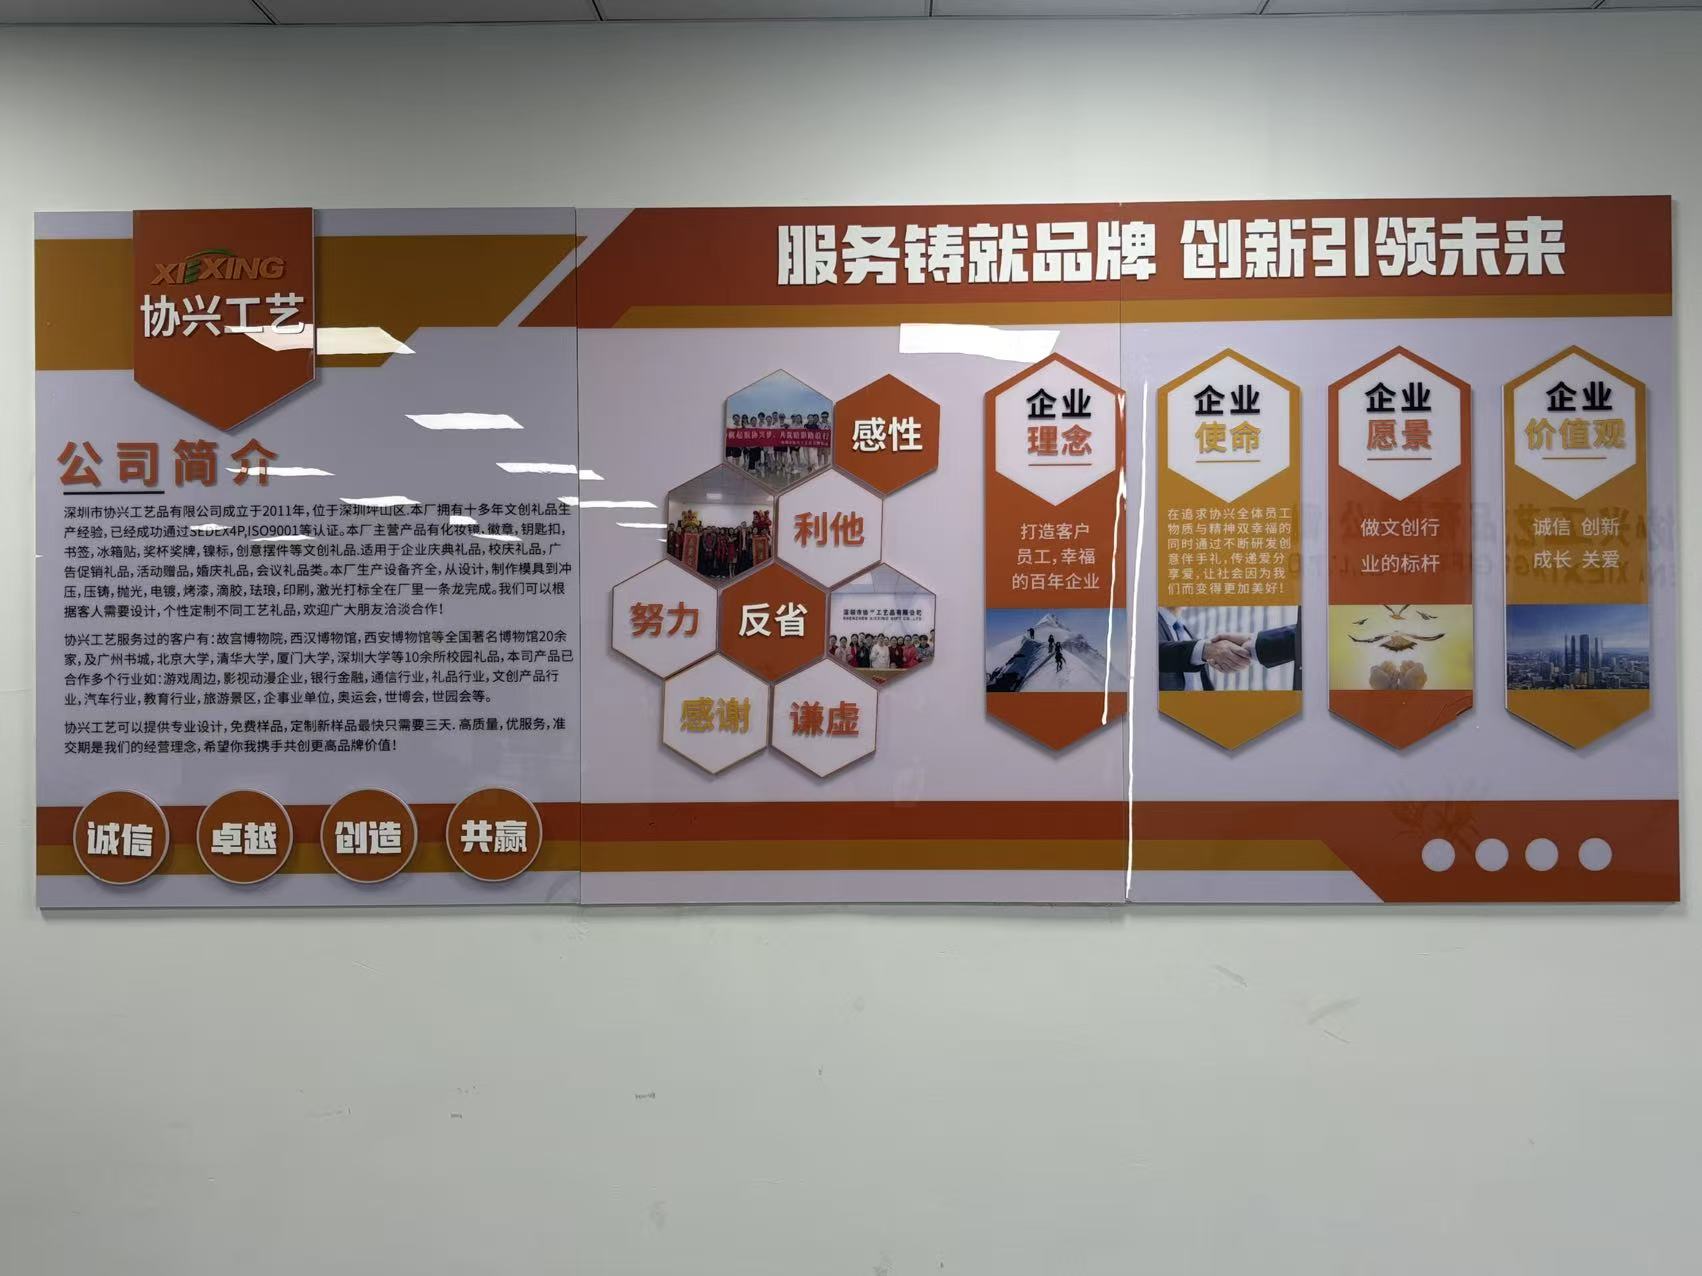 XIEXING
协兴工艺
服务铸就品牌 创新引领未来
公司简介
深圳市协兴工艺品有限公司成立于2011年,位于深圳坪山区.本厂拥有十多年文创礼品生
产经验,已经成功通过SEDEX4P,ISO9001等认证。本厂主营产品有化妆镜,徽章,钥匙扣,
书签,冰箱贴,奖杯奖牌,镍标,创意摆件等文创礼品.适用于企业庆典礼品,校庆礼品,广
告促销礼品,活动赠品,婚庆礼品,会议礼品类。本厂生产设备齐全,从设计,制作模具到冲
压,压铸,抛光,电镀,烤漆,滴胶,珐琅,印刷,激光打标全在厂里一条龙完成。我们可以根
据客人需要设计,个性定制不同工艺礼品,欢迎广大朋友洽淡合作!
协兴工艺服务过的客户有:故宫博物院,西汉博物馆,西安博物馆等全国著名博物馆20余
家,及广州书城,北京大学,清华大学,厦门大学,深圳大学等10余所校园礼品,本司产品已
合作多个行业如:游戏周边,影视动漫企业,银行金融,通信行业,礼品行业,文创产品行
业,汽车行业,教育行业,旅游景区,企事业单位,奥运会,世博会,世园会等。
协兴工艺可以提供专业设计,免费样品,定制新样品最快只需要三天.高质量,优服务,准
交期是我们的经营理念,希望你我携手共创更高品牌价值!
诚信
卓越
创造
共赢
感性
利他
努力
反省
深圳市协兴工艺品有限公司
SHENZHEN XIEXING GIFT CO.,LTD
感谢
谦虚
企业
理念
打造客户
员工,幸福
的百年企业
企业
使命
在追求协兴全体员工
物质与精神双幸福的
同时通过不断研发创
意伴手礼,传递爱分
享爱,让社会因为我
们而变得更加美好!
企业
愿景
做文创行
业的标杆
企业
价值观
诚信 创新
成长 关爱